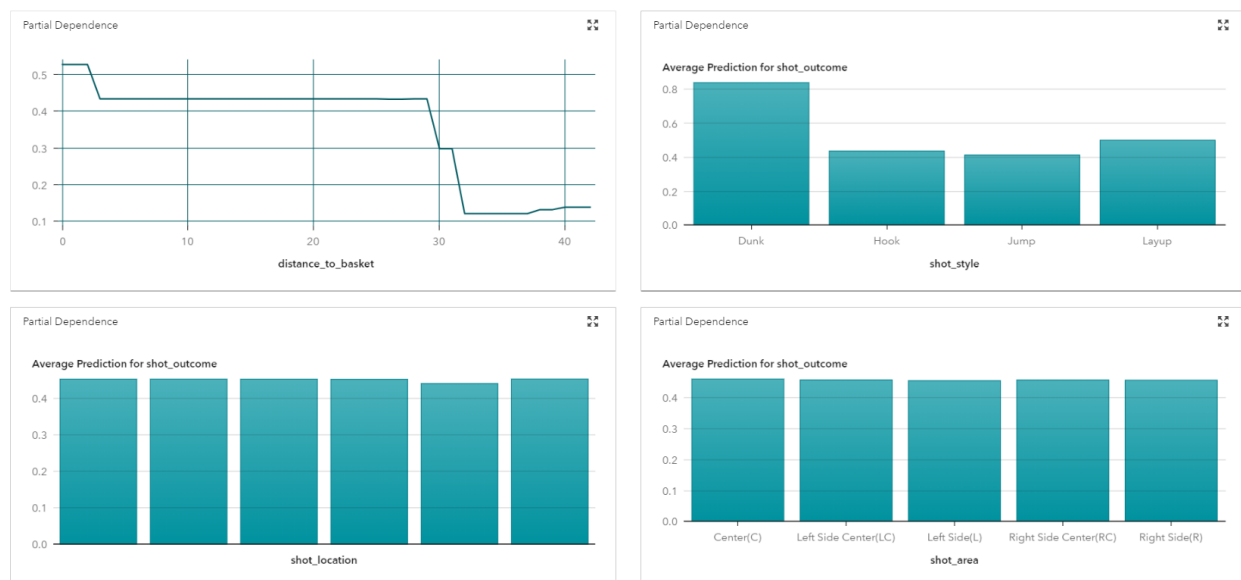 Partial Dependence
0.5
0.4
0.3
0.2
0.1
0 10 20 30 40
distance_to_basket
Partial Dependence
Average Prediction for shot_outcome
0.8
0.6
0.4
0.2
0.0
Dunk Hook Jump Layup
shot_style
Partial Dependence
Average Prediction for shot_outcome
0.4
0.3
0.2
0.1
0.0
shot_location
Partial Dependence
Average Prediction for shot_outcome
0.4
0.3
0.2
0.1
0.0
Center(C) Left Side Center(LC) Left Side(L) Right Side Center(RC) Right Side(R)
shot_area